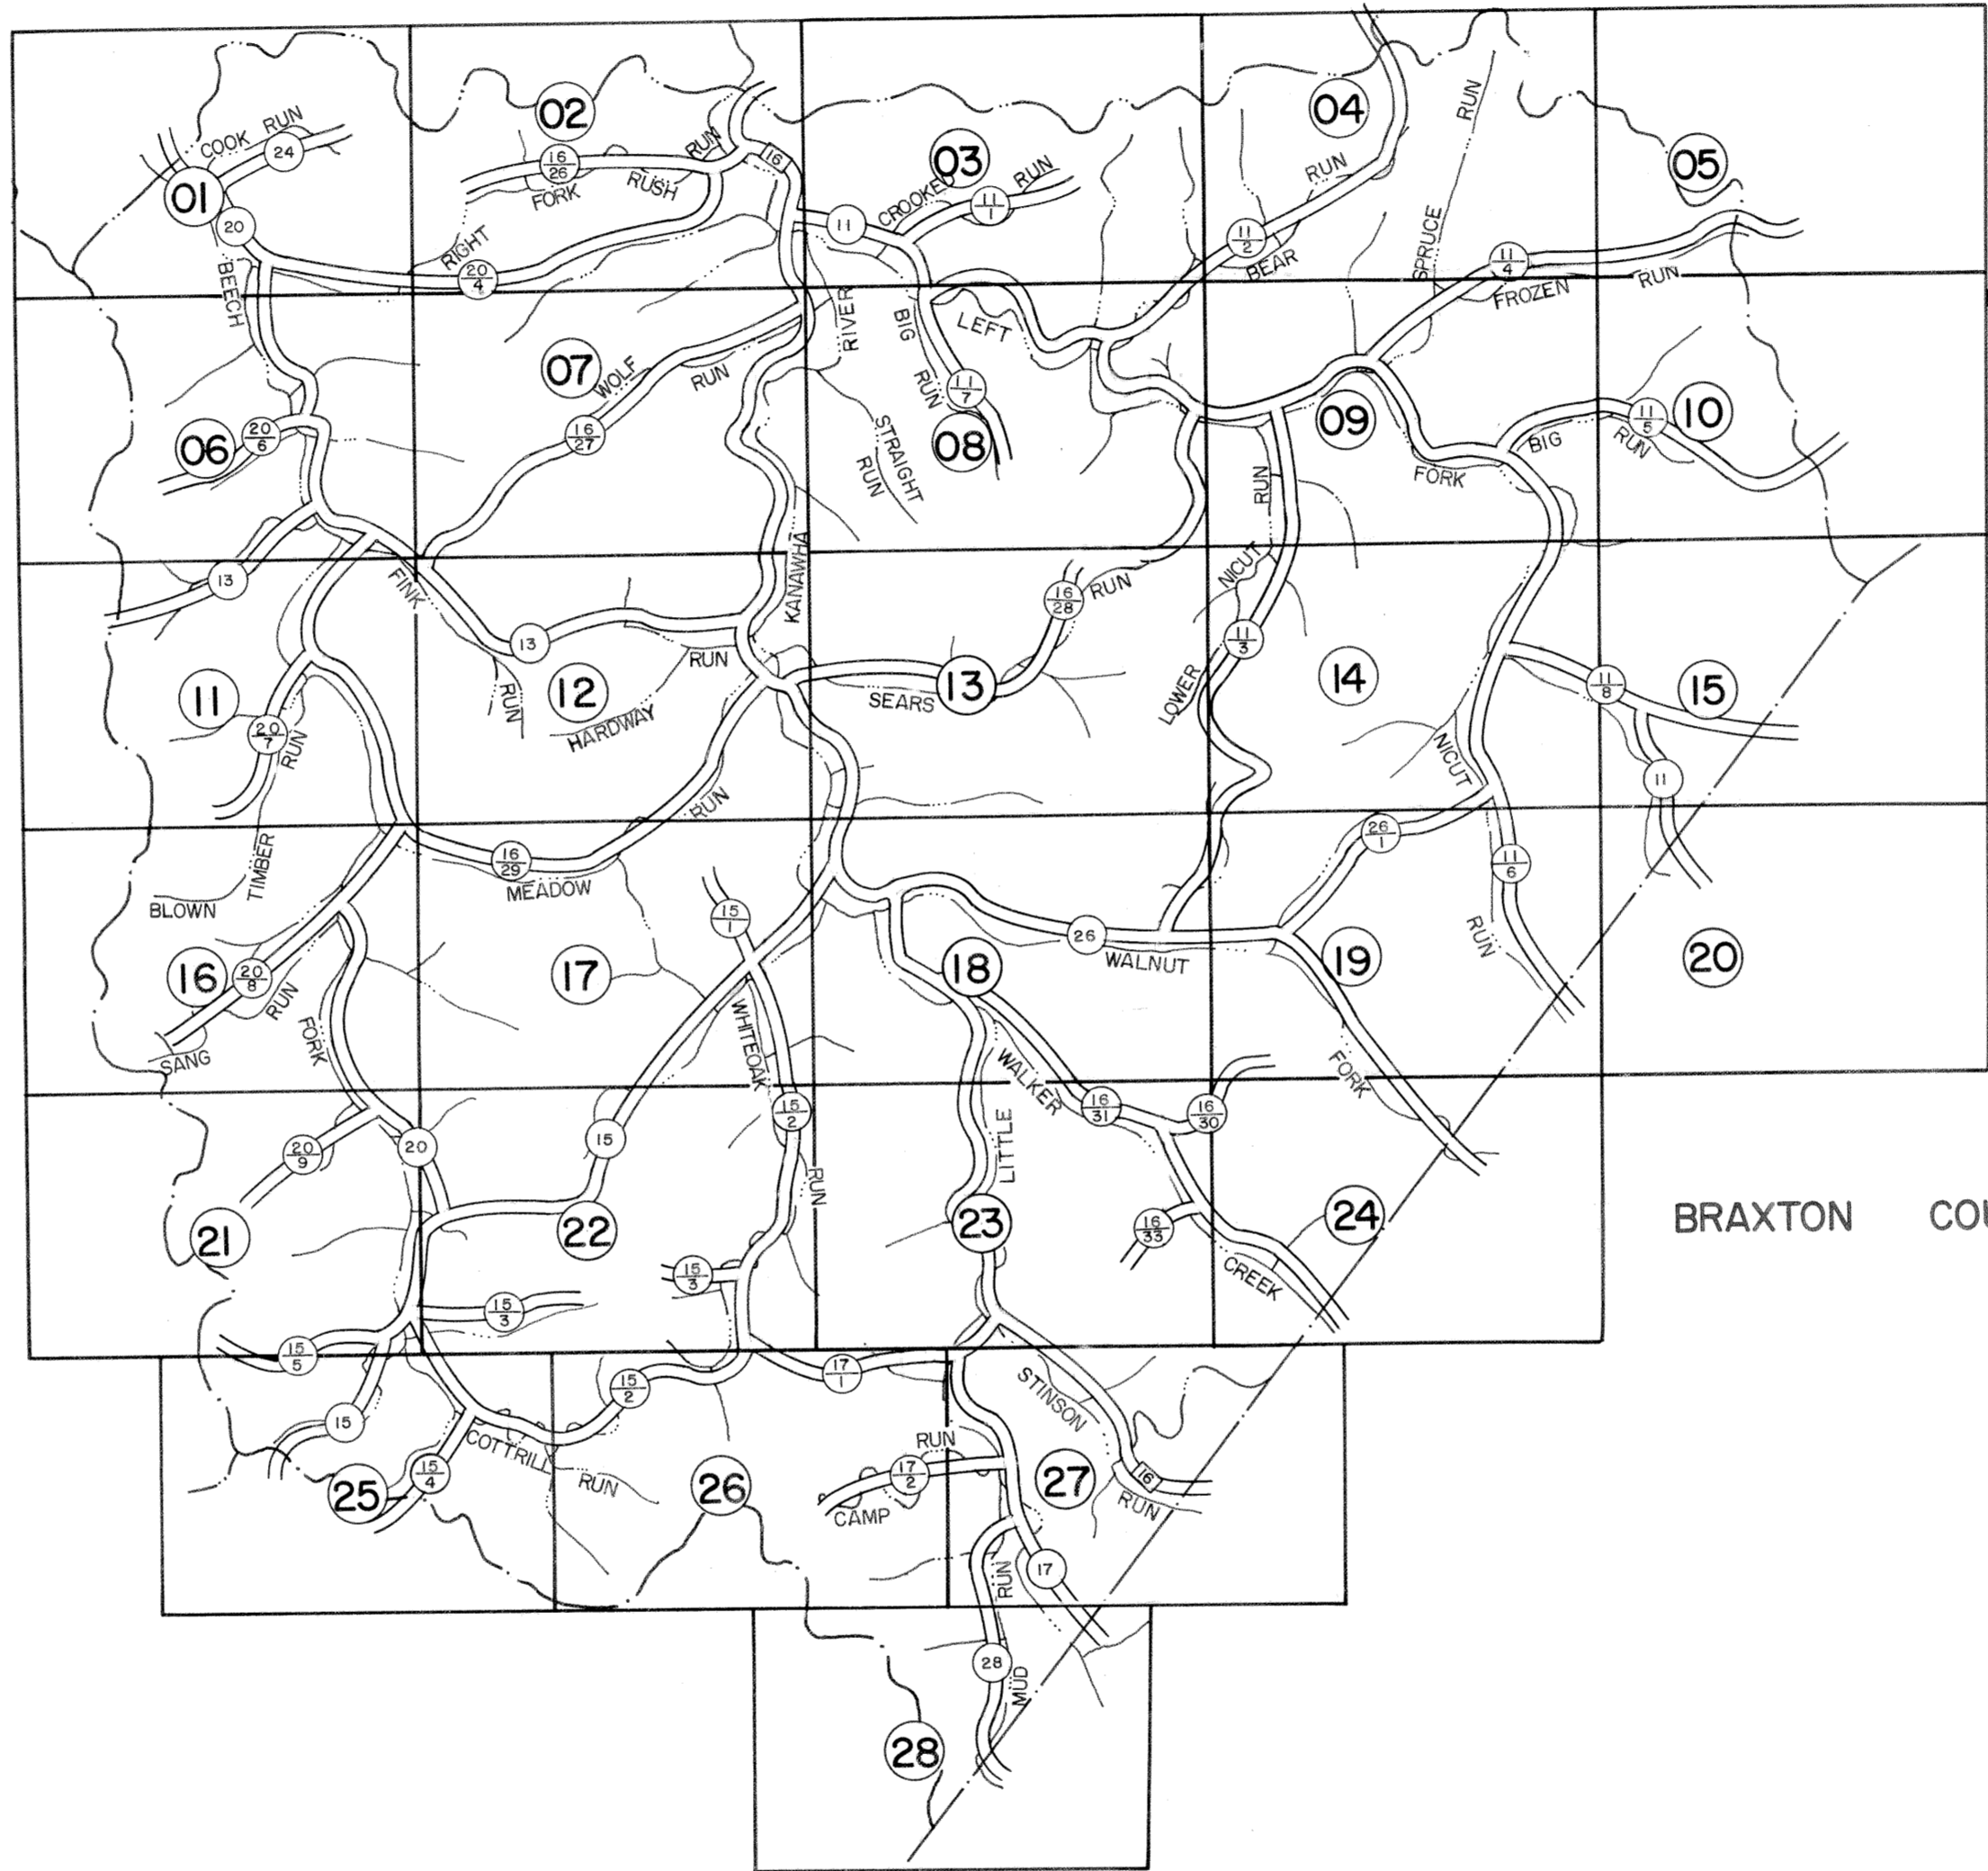 02
04
COOK RUN
24
RUN
16
03
05
01
16/26
RUSH
FORK
RUN
CROOKED
11/1
RUN
20
11
11/2
BEAR
SPRUCE
RUN
BEECH
RIGHT
20/4
11/4
FROZEN
RUN
RIVER
BIG
LEFT
07
WOLF
RUN
RUN
11/7
06
20/6
16/27
STRAIGHT
RUN
08
09
BIG
RUN
11/5
10
RUN
FORK
KANAWHA
13
FINK
NICUT
16/28
RUN
13
RUN
11/3
11
RUN
12
HARDWAY
SEARS
13
LOWER
14
11/8
15
20/7
RUN
NICUT
11
RUN
26/1
TIMBER
16/29
MEADOW
11/6
BLOWN
15/1
26
WALNUT
RUN
16
20/8
RUN
17
18
19
20
SANG
FORK
WHITEOAK
WALKER
FORK
15/2
16/31
16/30
20/9
20
15
LITTLE
RUN
21
22
23
16/33
24
BRAXTON COU
15/3
CREEK
15/3
15/5
17/1
15/2
STINSON
15
COTTRILL
RUN
RUN
15/4
17/2
27
16
25
26
CAMP
RUN
RUN
17
28
MUD
28